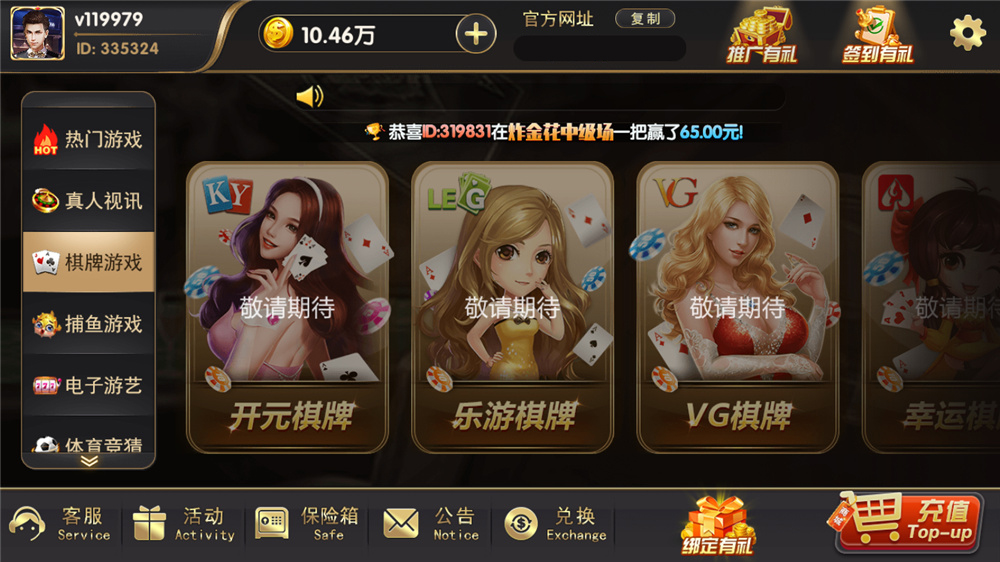 v119979
ID: 335324
10.46万
官方网址
复制
推广有礼
签到有礼
恭喜ID:319831在炸金花中级场一把赢了65.00元!
HOT
热门游戏
真人视讯
棋牌游戏
捕鱼游戏
电子游艺
体育竞猜
KY
敬请期待
开元棋牌
LEG
敬请期待
乐游棋牌
VG
敬请期待
VG棋牌
敬请期待
幸运棋
客服
Service
活动
Activity
保险箱
Safe
公告
Notice
兑换
Exchange
绑定有礼
商城
充值
Top-up